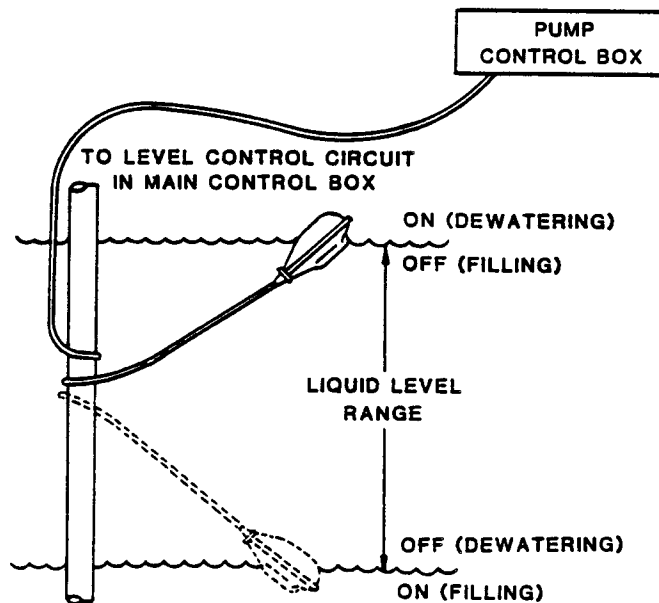 PUMP
CONTROL BOX
TO LEVEL CONTROL CIRCUIT
IN MAIN CONTROL BOX
ON (DEWATERING)
OFF (FILLING)
LIQUID LEVEL
RANGE
OFF (DEWATERING)
ON (FILLING)